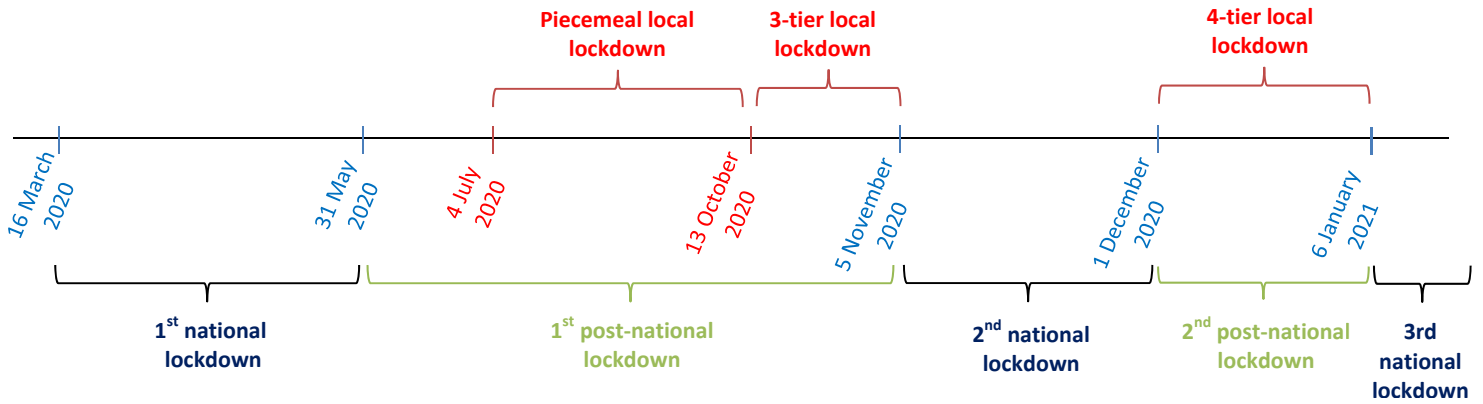 Piecemeal local
lockdown
3-tier local
lockdown
4-tier local
lockdown
16 March
2020
31 May
2020
4 July
2020
13 October
2020
5 November
2020
1 December
2020
6 January
2021
1st national
lockdown
1st post-national
lockdown
2nd national
lockdown
2nd post-national
lockdown
3rd
national
lockdown